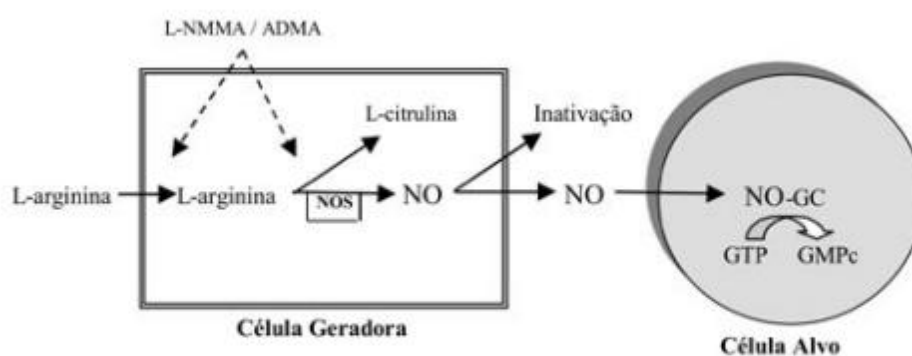 L-NMMA / ADMA
L-citrulina
Inativação
L-arginina
L-arginina
NOS
NO
NO
NO-GC
GTP
GMPc
Célula Geradora
Célula Alvo